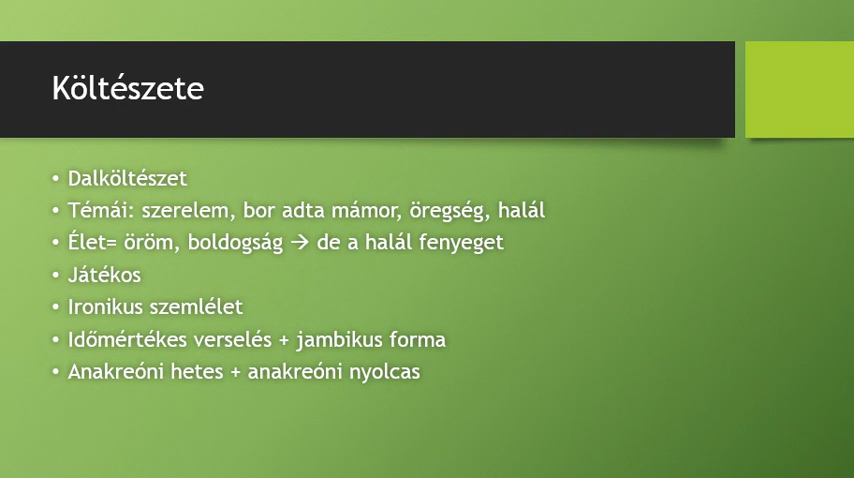 Költészete
• Dalköltészet
• Témái: szerelem, bor adta mámor, öregség, halál
• Élet= öröm, boldogság → de a halál fenyeget
• Játékos
• Ironikus szemlélet
• Időmértékes verselés + jambikus forma
• Anakreóni hetes + anakreóni nyolcas